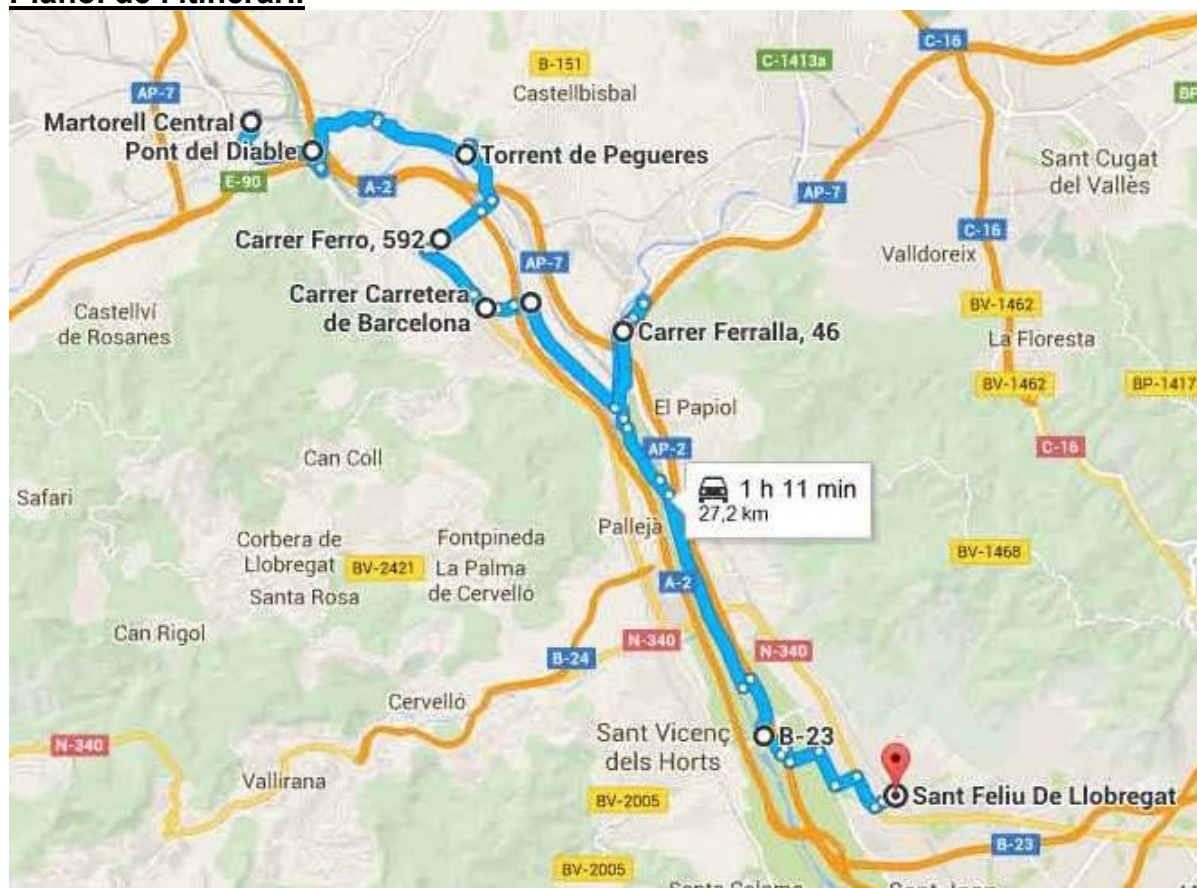 C-16
B-151
C-1413a
AP-7
Castellbisbal
Martorell Central
Pont del Diable
Torrent de Pegueres
Sant Cugat
del Vallès
E-90
A-2
AP-7
C-16
Carrer Ferro, 592
Valldoreix
AP-7
Carrer Carretera
de Barcelona
BV-1462
Castellví
de Rosanes
Carrer Ferralla, 46
La Floresta
BV-1462
BP-1417
El Papiol
C-16
Can Coll
AP-2
1 h 11 min
27,2 km
Safari
Pallejà
Corbera de
Llobregat
BV-2421
Fontpineda
La Palma
de Cervelló
BV-1468
Santa Rosa
A-2
Can Rigol
N-340
N-340
B-24
Cervelló
Sant Vicenç
dels Horts
B-23
N-340
Vallirana
Sant Feliu De Llobregat
BV-2005
B-23
BV-2005